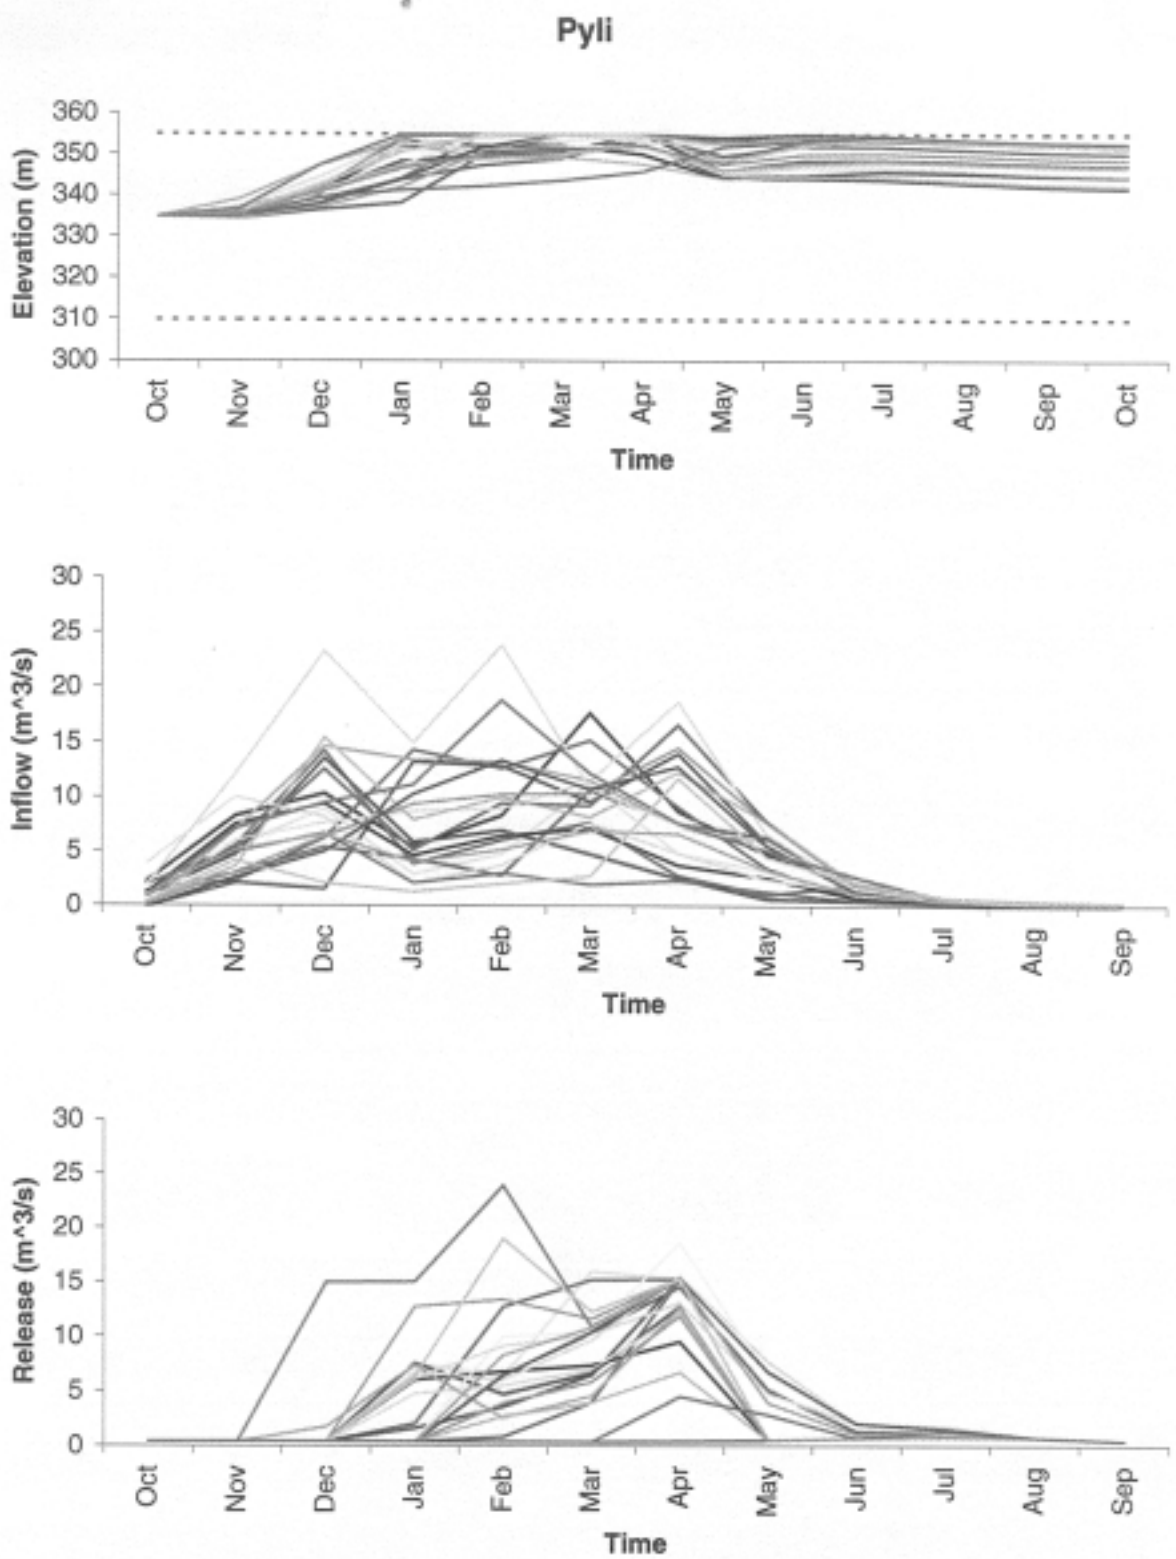 Pyli
360
350
340
330
320
310
300
Elevation (m)
Oct Nov Dec Jan Feb Mar Apr May Jun Jul Aug Sep Oct
Time
30
25
20
15
10
5
0
Inflow (m^3/s)
Oct Nov Dec Jan Feb Mar Apr May Jun Jul Aug Sep
Time
30
25
20
15
10
5
0
Release (m^3/s)
Oct Nov Dec Jan Feb Mar Apr May Jun Jul Aug Sep
Time